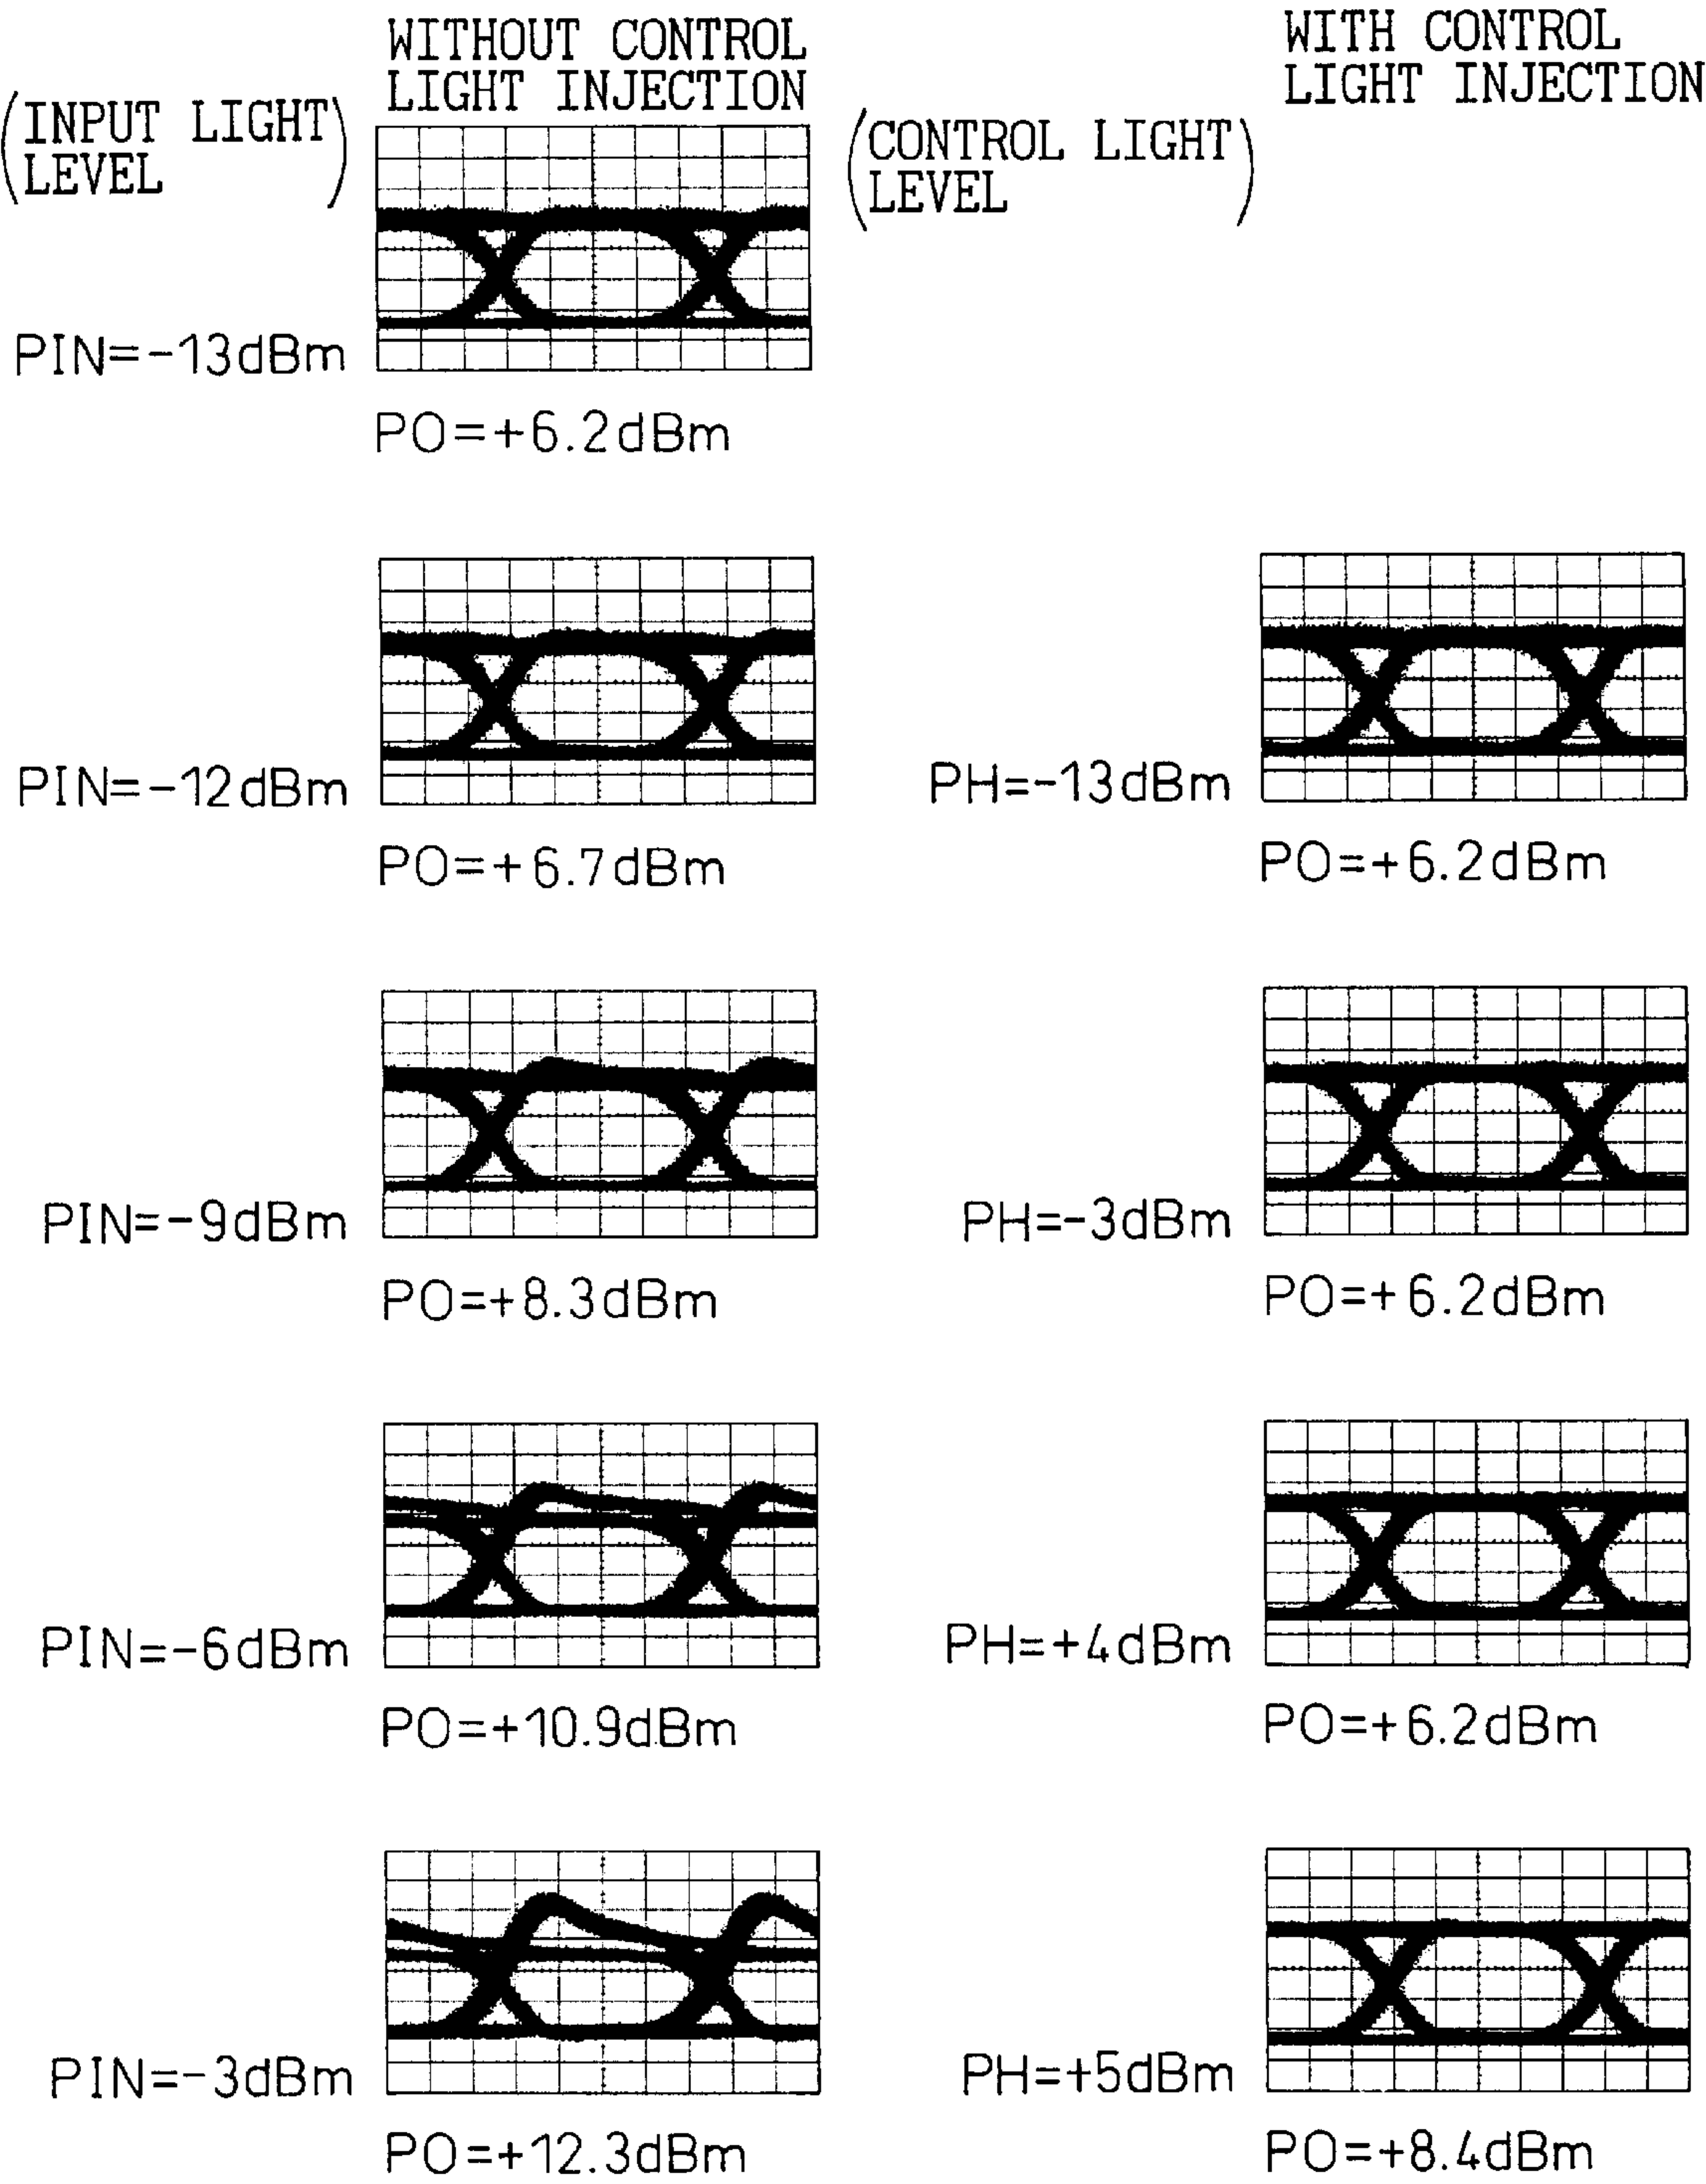 WITHOUT CONTROL
LIGHT INJECTION
WITH CONTROL
LIGHT INJECTION
(INPUT LIGHT
LEVEL)
(CONTROL LIGHT
LEVEL)
PIN=-13dBm
PO=+6.2dBm
PIN=-12dBm
PO=+6.7dBm
PH=-13dBm
PO=+6.2dBm
PIN=-9dBm
PO=+8.3dBm
PH=-3dBm
PO=+6.2dBm
PIN=-6dBm
PO=+10.9dBm
PH=+4dBm
PO=+6.2dBm
PIN=-3dBm
PO=+12.3dBm
PH=+5dBm
PO=+8.4dBm